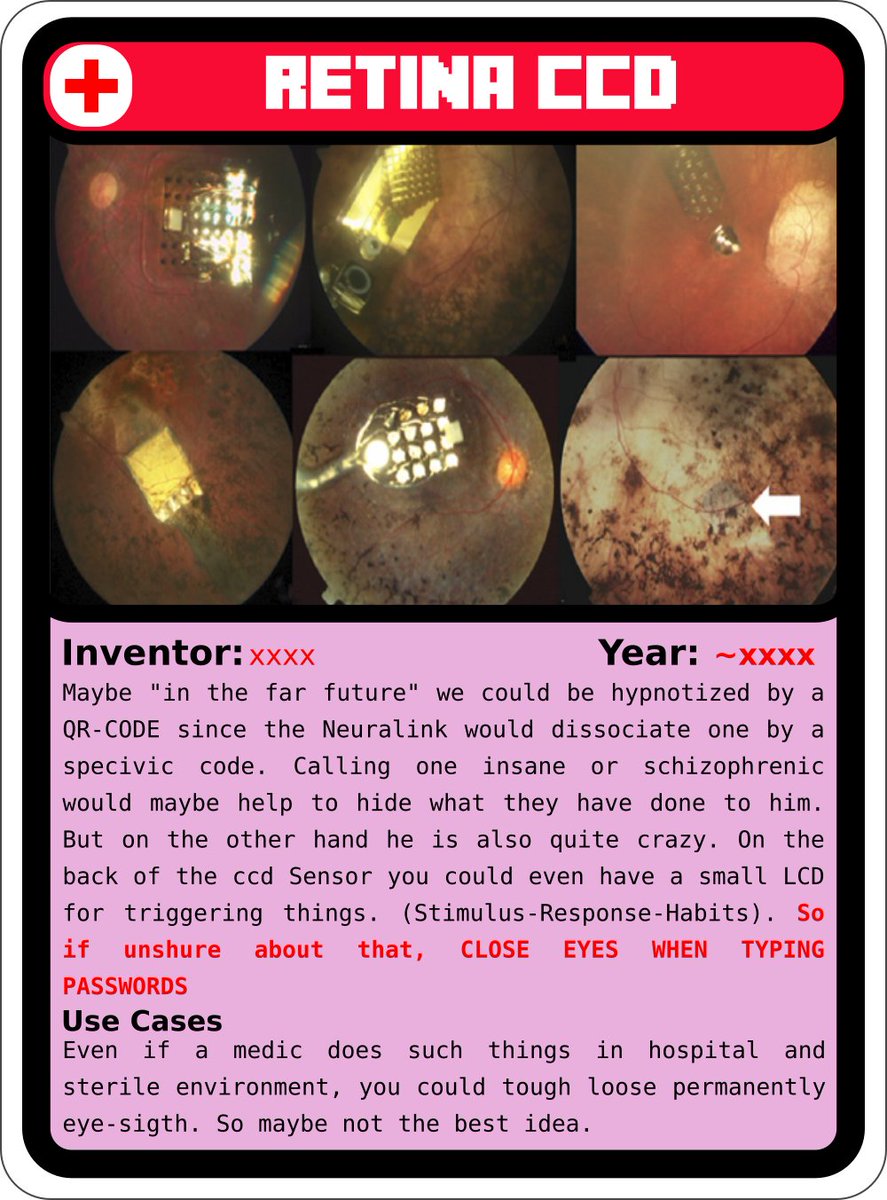 RETINA CCD
Inventor: xxxx Year: ~xxxx
Maybe "in the far future" we could be hypnotized by a
QR-CODE since the Neuralink would dissociate one by a
specivic code. Calling one insane or schizophrenic
would maybe help to hide what they have done to him.
But on the other hand he is also quite crazy. On the
back of the ccd Sensor you could even have a small LCD
for triggering things. (Stimulus-Response-Habits). So
if unshure about that, CLOSE EYES WHEN TYPING
PASSWORDS
Use Cases
Even if a medic does such things in hospital and
sterile environment, you could tough loose permanently
eye-sigth. So maybe not the best idea.